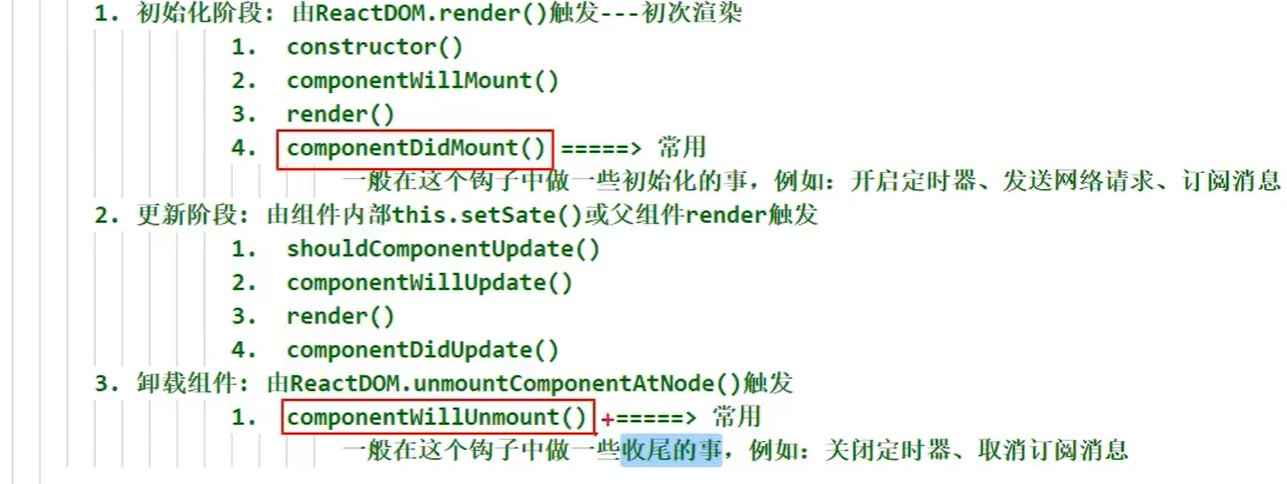 1. 初始化阶段: 由ReactDOM.render()触发---初次渲染
1. constructor()
2. componentWillMount()
3. render()
4. componentDidMount() =====> 常用
一般在这个钩子中做一些初始化的事，例如：开启定时器、发送网络请求、订阅消息
2. 更新阶段: 由组件内部this.setSate()或父组件render触发
1. shouldComponentUpdate()
2. componentWillUpdate()
3. render()
4. componentDidUpdate()
3. 卸载组件: 由ReactDOM.unmountComponentAtNode()触发
1. componentWillUnmount() +=====> 常用
一般在这个钩子中做一些收尾的事，例如：关闭定时器、取消订阅消息